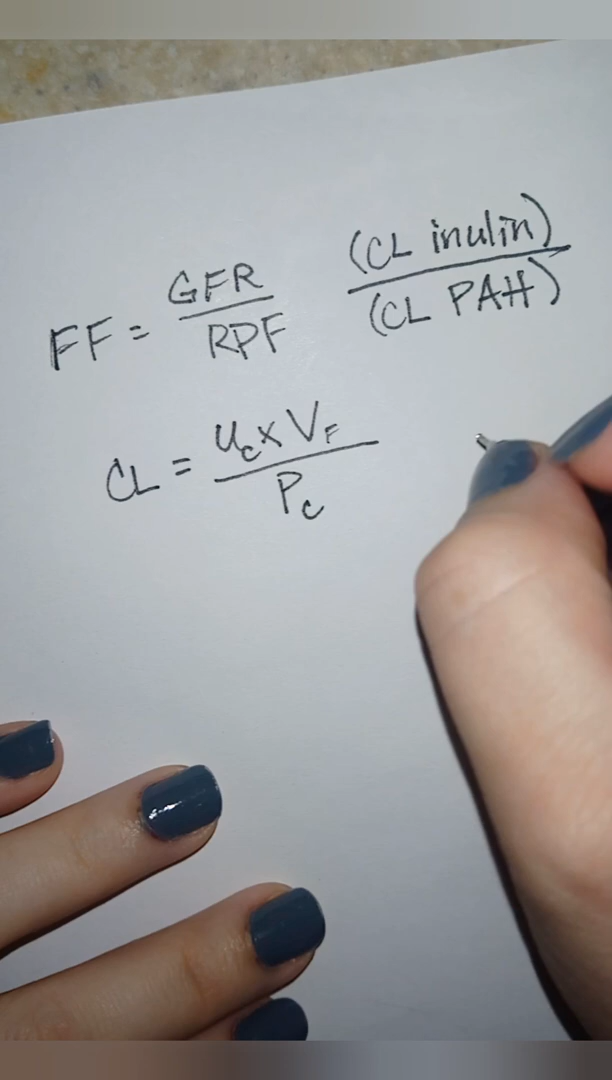 FF = GFR / RPF (CL inulin) / (CL PAH)
CL = Uc x VF / Pc